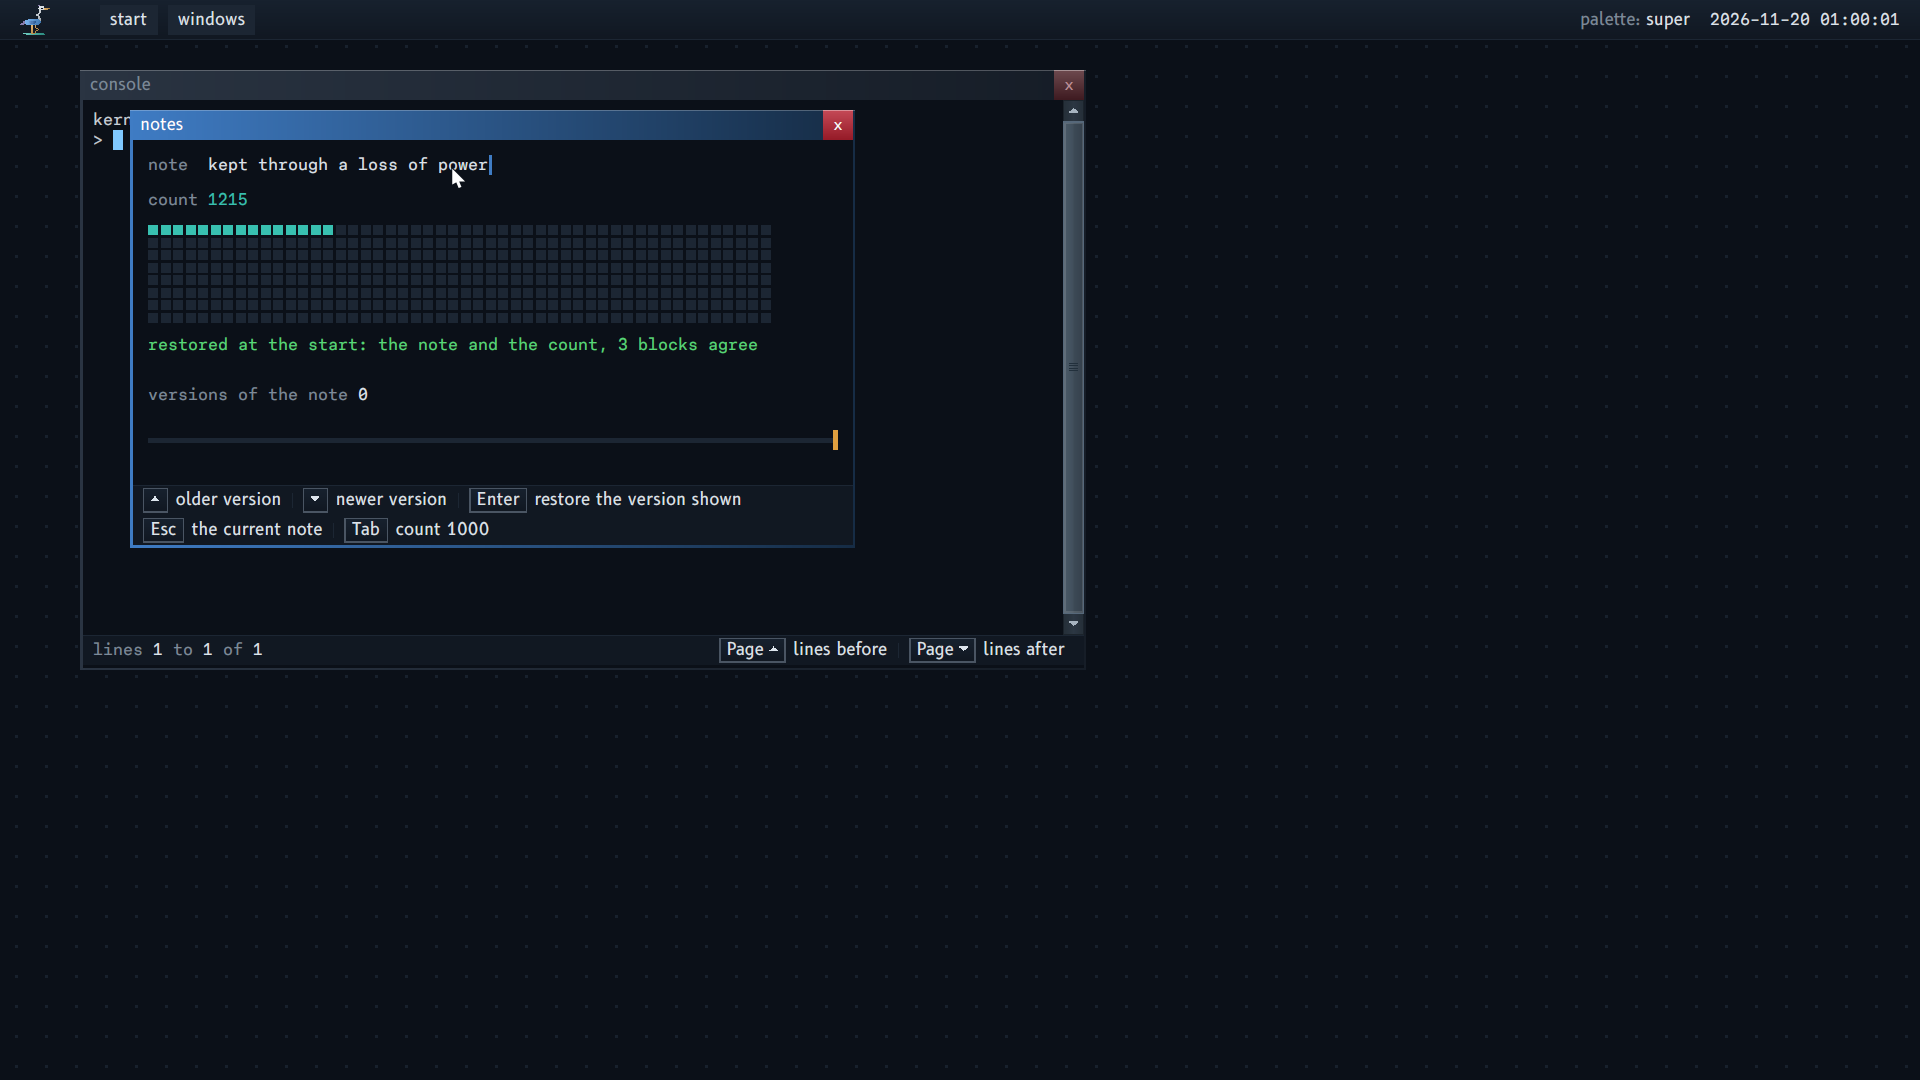 start windows palette: super 2026-11-20 01:00:01
console x
kern
>
notes x
note kept through a loss of power
count 1215
restored at the start: the note and the count, 3 blocks agree
versions of the note 0
older version newer version Enter restore the version shown
Esc the current note Tab count 1000
lines 1 to 1 of 1 Page lines before Page lines after